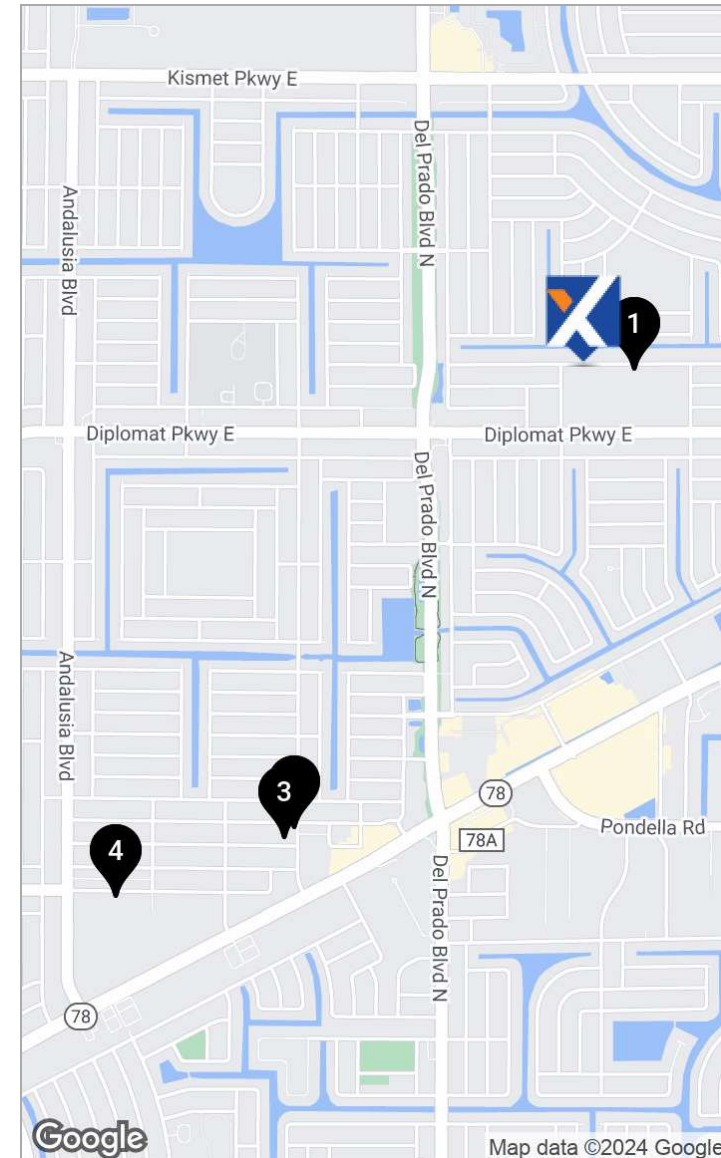 Kismet Pkwy E
Del Prado Blvd N
Andalusia Blvd
1
Diplomat Pkwy E
Diplomat Pkwy E
Del Prado Blvd N
Andalusia Blvd
3
78
Pondella Rd
78A
4
Del Prado Blvd N
78
Google
Map data ©2024 Google